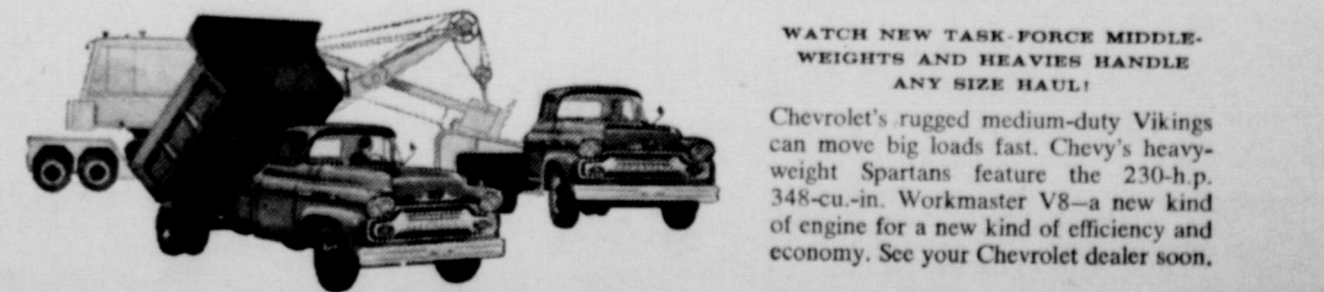 WATCH NEW TASK-FORCE MIDDLE-
WEIGHTS AND HEAVIES HANDLE
ANY SIZE HAUL!
Chevrolet's rugged medium-duty Vikings
can move big loads fast. Chevy's heavy-
weight Spartans feature the 230-h.p.
348-cu.-in. Workmaster V8—a new kind
of engine for a new kind of efficiency and
economy. See your Chevrolet dealer soon.